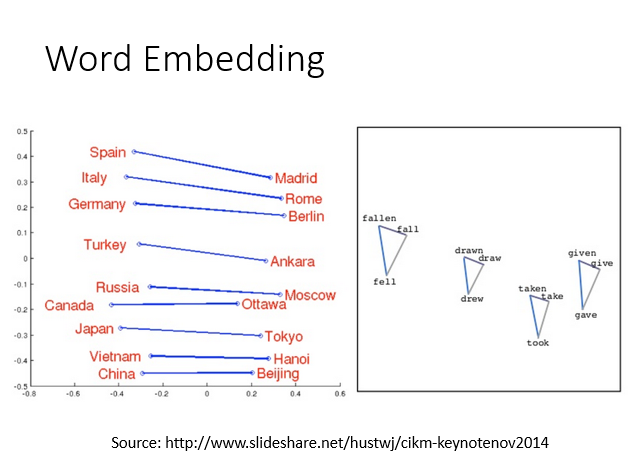 Word Embedding
0.5
0.4
0.3
0.2
0.1
0
-0.1
-0.2
-0.3
-0.4
-0.5
-0.8 -0.6 -0.4 -0.2 0 0.2 0.4 0.6
Spain Madrid
Italy Rome
Germany Berlin
Turkey Ankara
Russia Moscow
Canada Ottawa
Japan Tokyo
Vietnam Hanoi
China Beijing
fallen fall
fell
drawn draw
drew
taken take
took
given give
gave
Source: http://www.slideshare.net/hustwj/cikm-keynotenov2014